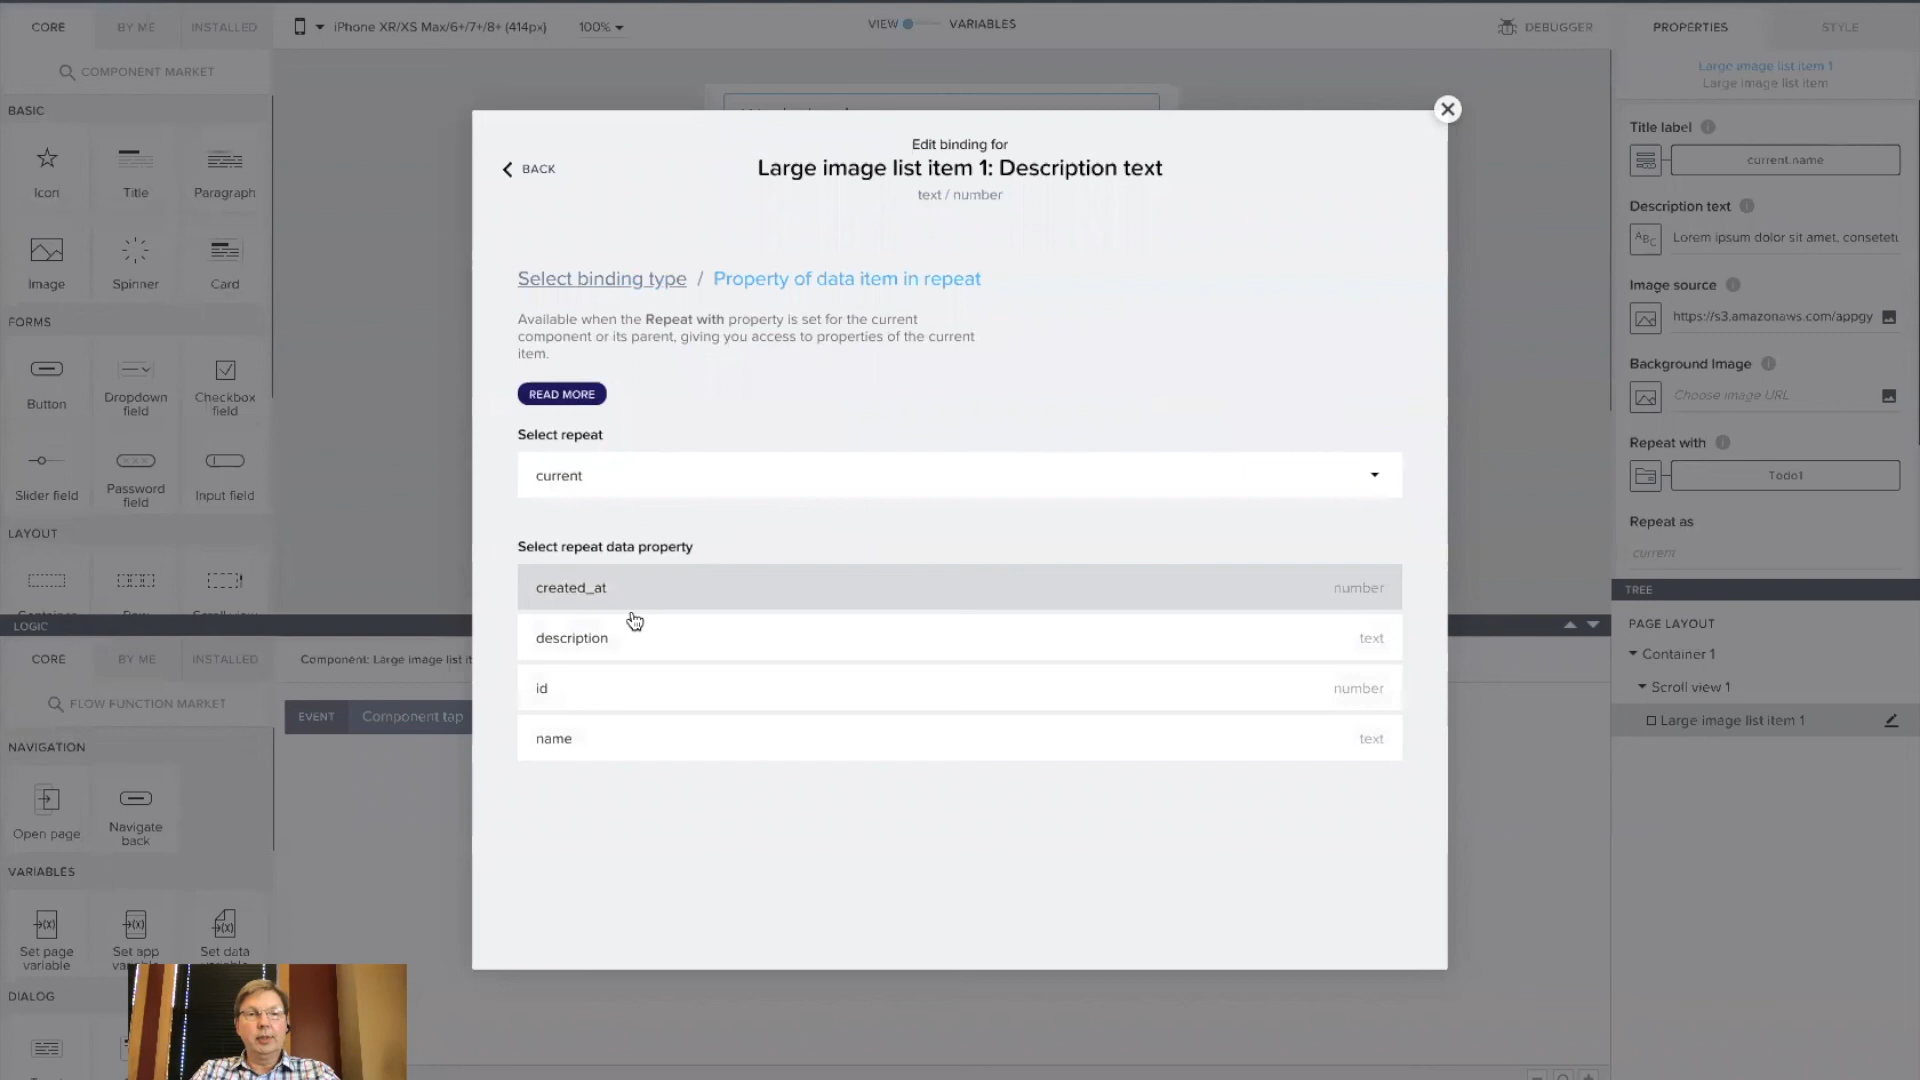 CORE
BY ME
INSTALLED
iPhone XR/XS Max/6+/7+/8+ (414px)
100%
VIEW
VARIABLES
DEBUGGER
PROPERTIES
STYLE
COMPONENT MARKET
Large image list item 1
Large image list item
BASIC
Icon
Title
Paragraph
Image
Spinner
Card
FORMS
Button
Dropdown
field
Checkbox
field
Slider field
Password
field
Input field
LAYOUT
Container
Row
Scroll view
LOGIC
CORE
BY ME
INSTALLED
Component: Large image list it
FLOW FUNCTION MARKET
EVENT
Component tap
NAVIGATION
Open page
Navigate
back
VARIABLES
Set page
variable
Set app
Set data
variable
DIALOG
Edit binding for
BACK
Large image list item 1: Description text
text / number
Select binding type / Property of data item in repeat
Available when the Repeat with property is set for the current
component or its parent, giving you access to properties of the current
item.
READ MORE
Select repeat
current
Select repeat data property
created_at
number
description
text
id
number
name
text
Title label
current.name
Description text
ABC
Lorem ipsum dolor sit amet, consetetu
Image source
https://s3.amazonaws.com/appgy
Background Image
Choose image URL
Repeat with
Todo1
Repeat as
current
TREE
PAGE LAYOUT
Container 1
Scroll view 1
Large image list item 1